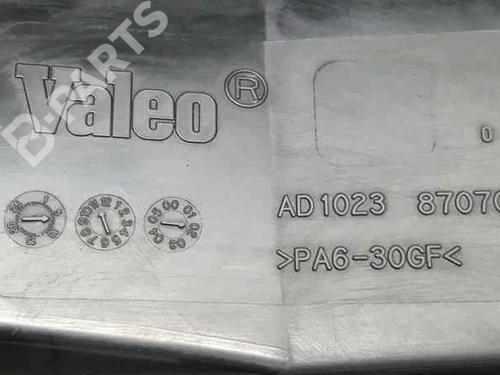 Valeo®
B-PARTS
0
AD1023 87070
>PA6-30GF<